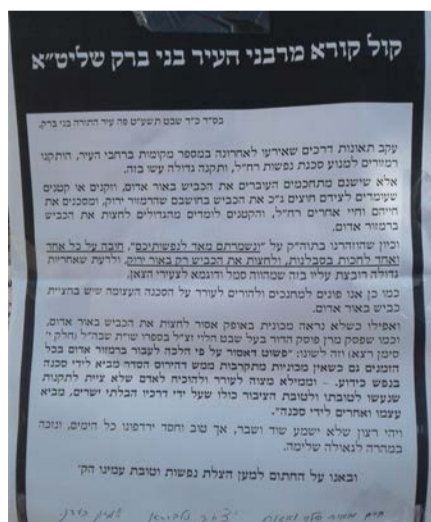 קול קורא מרבני העיר בני ברק שליט"א
בס"ד כ"ד שבט תשע"ט פה עיר התורה בני ברק.
עקב תאונות דרכים שאירעו לאחרונה במספר מקומות ברחבי העיר, הותקנו
רמזורים למנוע סכנת נפשות רח"ל, ותקנה גדולה עשו בזה.
אלא שישנם מתחכמים העוברים את הכביש באור אדום, וזקנים או קטנים
שעומדים לצידם חוצים ג"כ את הכביש בחושבם שהרמזור ירוק, ומסכנים את
חייהם וחיי אחרים רח"ל, והקטנים לומדים מהגדולים לחצות את הכביש
ברמזור אדום.
וכיון שהוזהרנו בתוה"ק על "ונשמרתם מאד לנפשותיכם", חובה על כל אחד
ואחד לחכות בסבלנות, ולחצות את הכביש רק באור ירוק, ולדעת שאחריות
גדולה רובצת עליו בזה שמהווה סמל ודוגמא לצעירי הצאן.
כמו כן אנו פונים למחנכים ולהורים לעורר על הסכנה העצומה שיש בחציית
כביש באור אדום.
ואפילו כשלא נראה מכונית באופק אסור לחצות את הכביש באור אדום,
וכמו שפסק מרן פוסק הדור בעל שבט הלוי זצ"ל בספרו שו"ת שבה"ל (חלק י'
סימן רצא) וזה לשונו: "פשוט דאסור על פי הלכה לעבור ברמזור אדום בכל
הזמנים גם כשאין מכוניות מתקרבות ממש דהירוס הסדר מביא לידי סכנה
בנפש כידוע. - וממילא מצוה לעורר ולהוכיח לאדם שלא ציית לתקנות
שנעשו לטובתו ולטובת הציבור כולו שעל ידי דרכיו הבלתי ישרים, מביא
עצמו ואחרים לידי סכנה".
ויהי רצון שלא ישמע שוד ושבר, אך טוב וחסד ירדפונו כל הימים, ונזכה
במהרה לגאולה שלימה.
ובאנו על החתום למען הצלת נפשות וטובת עמינו הק'